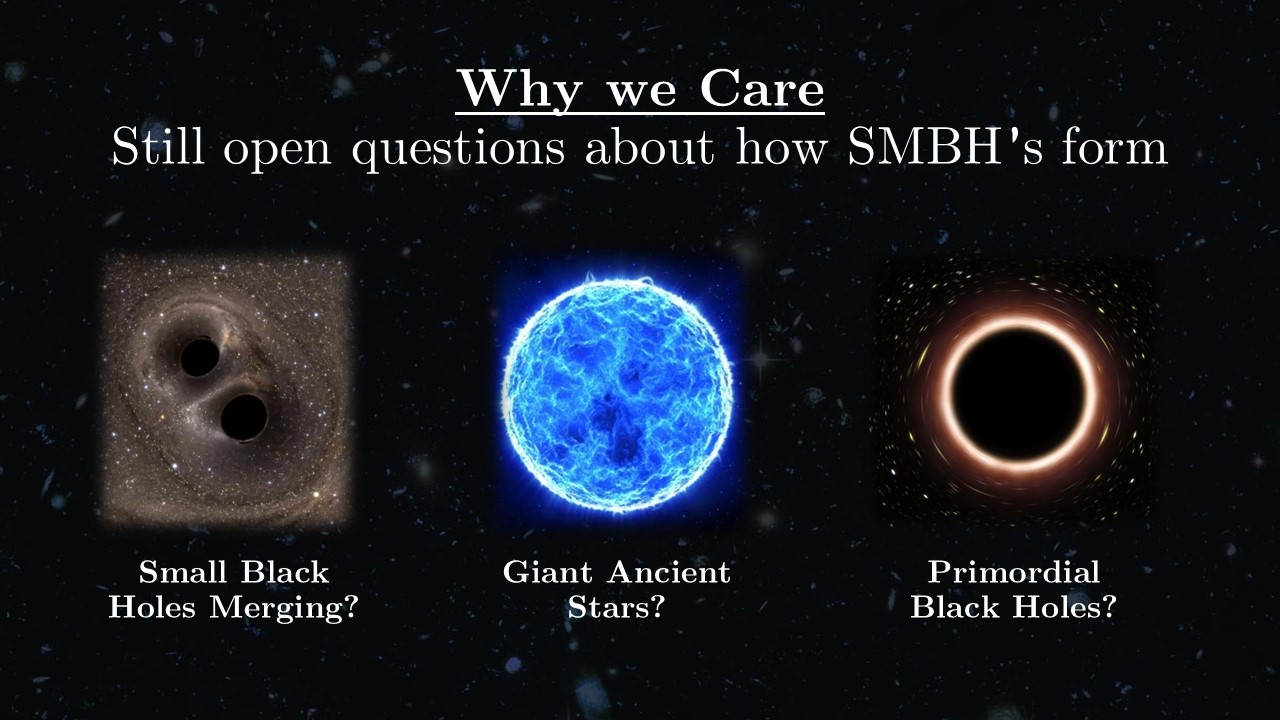 Why we Care
Still open questions about how SMBH's form
Small Black
Holes Merging?
Giant Ancient
Stars?
Primordial
Black Holes?